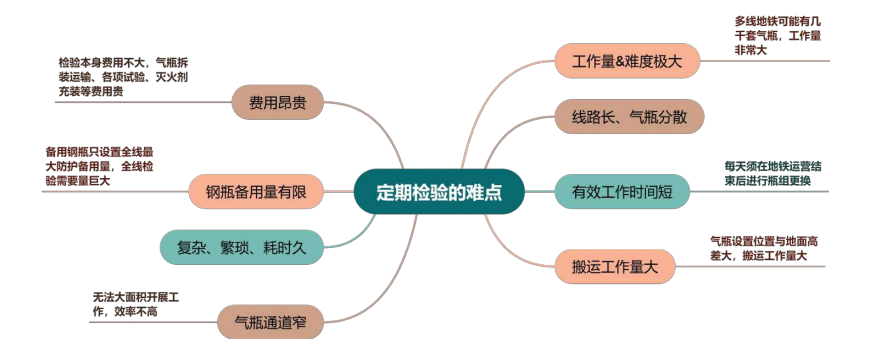 定期检验的难点
工作量&难度极大
多线地铁可能有几
千套气瓶，工作量
非常大
线路长、气瓶分散
有效工作时间短
每天须在地铁运营结
束后进行瓶组更换
搬运工作量大
气瓶设置位置与地面高
差大，搬运工作量大
费用昂贵
检验本身费用不大，气瓶拆
装运输、各项试验、灭火剂
充装等费用贵
钢瓶备用量有限
备用钢瓶只设置全线最
大防护备用量，全线检
验需要量巨大
复杂、繁琐、耗时久
气瓶通道窄
无法大面积开展工
作，效率不高